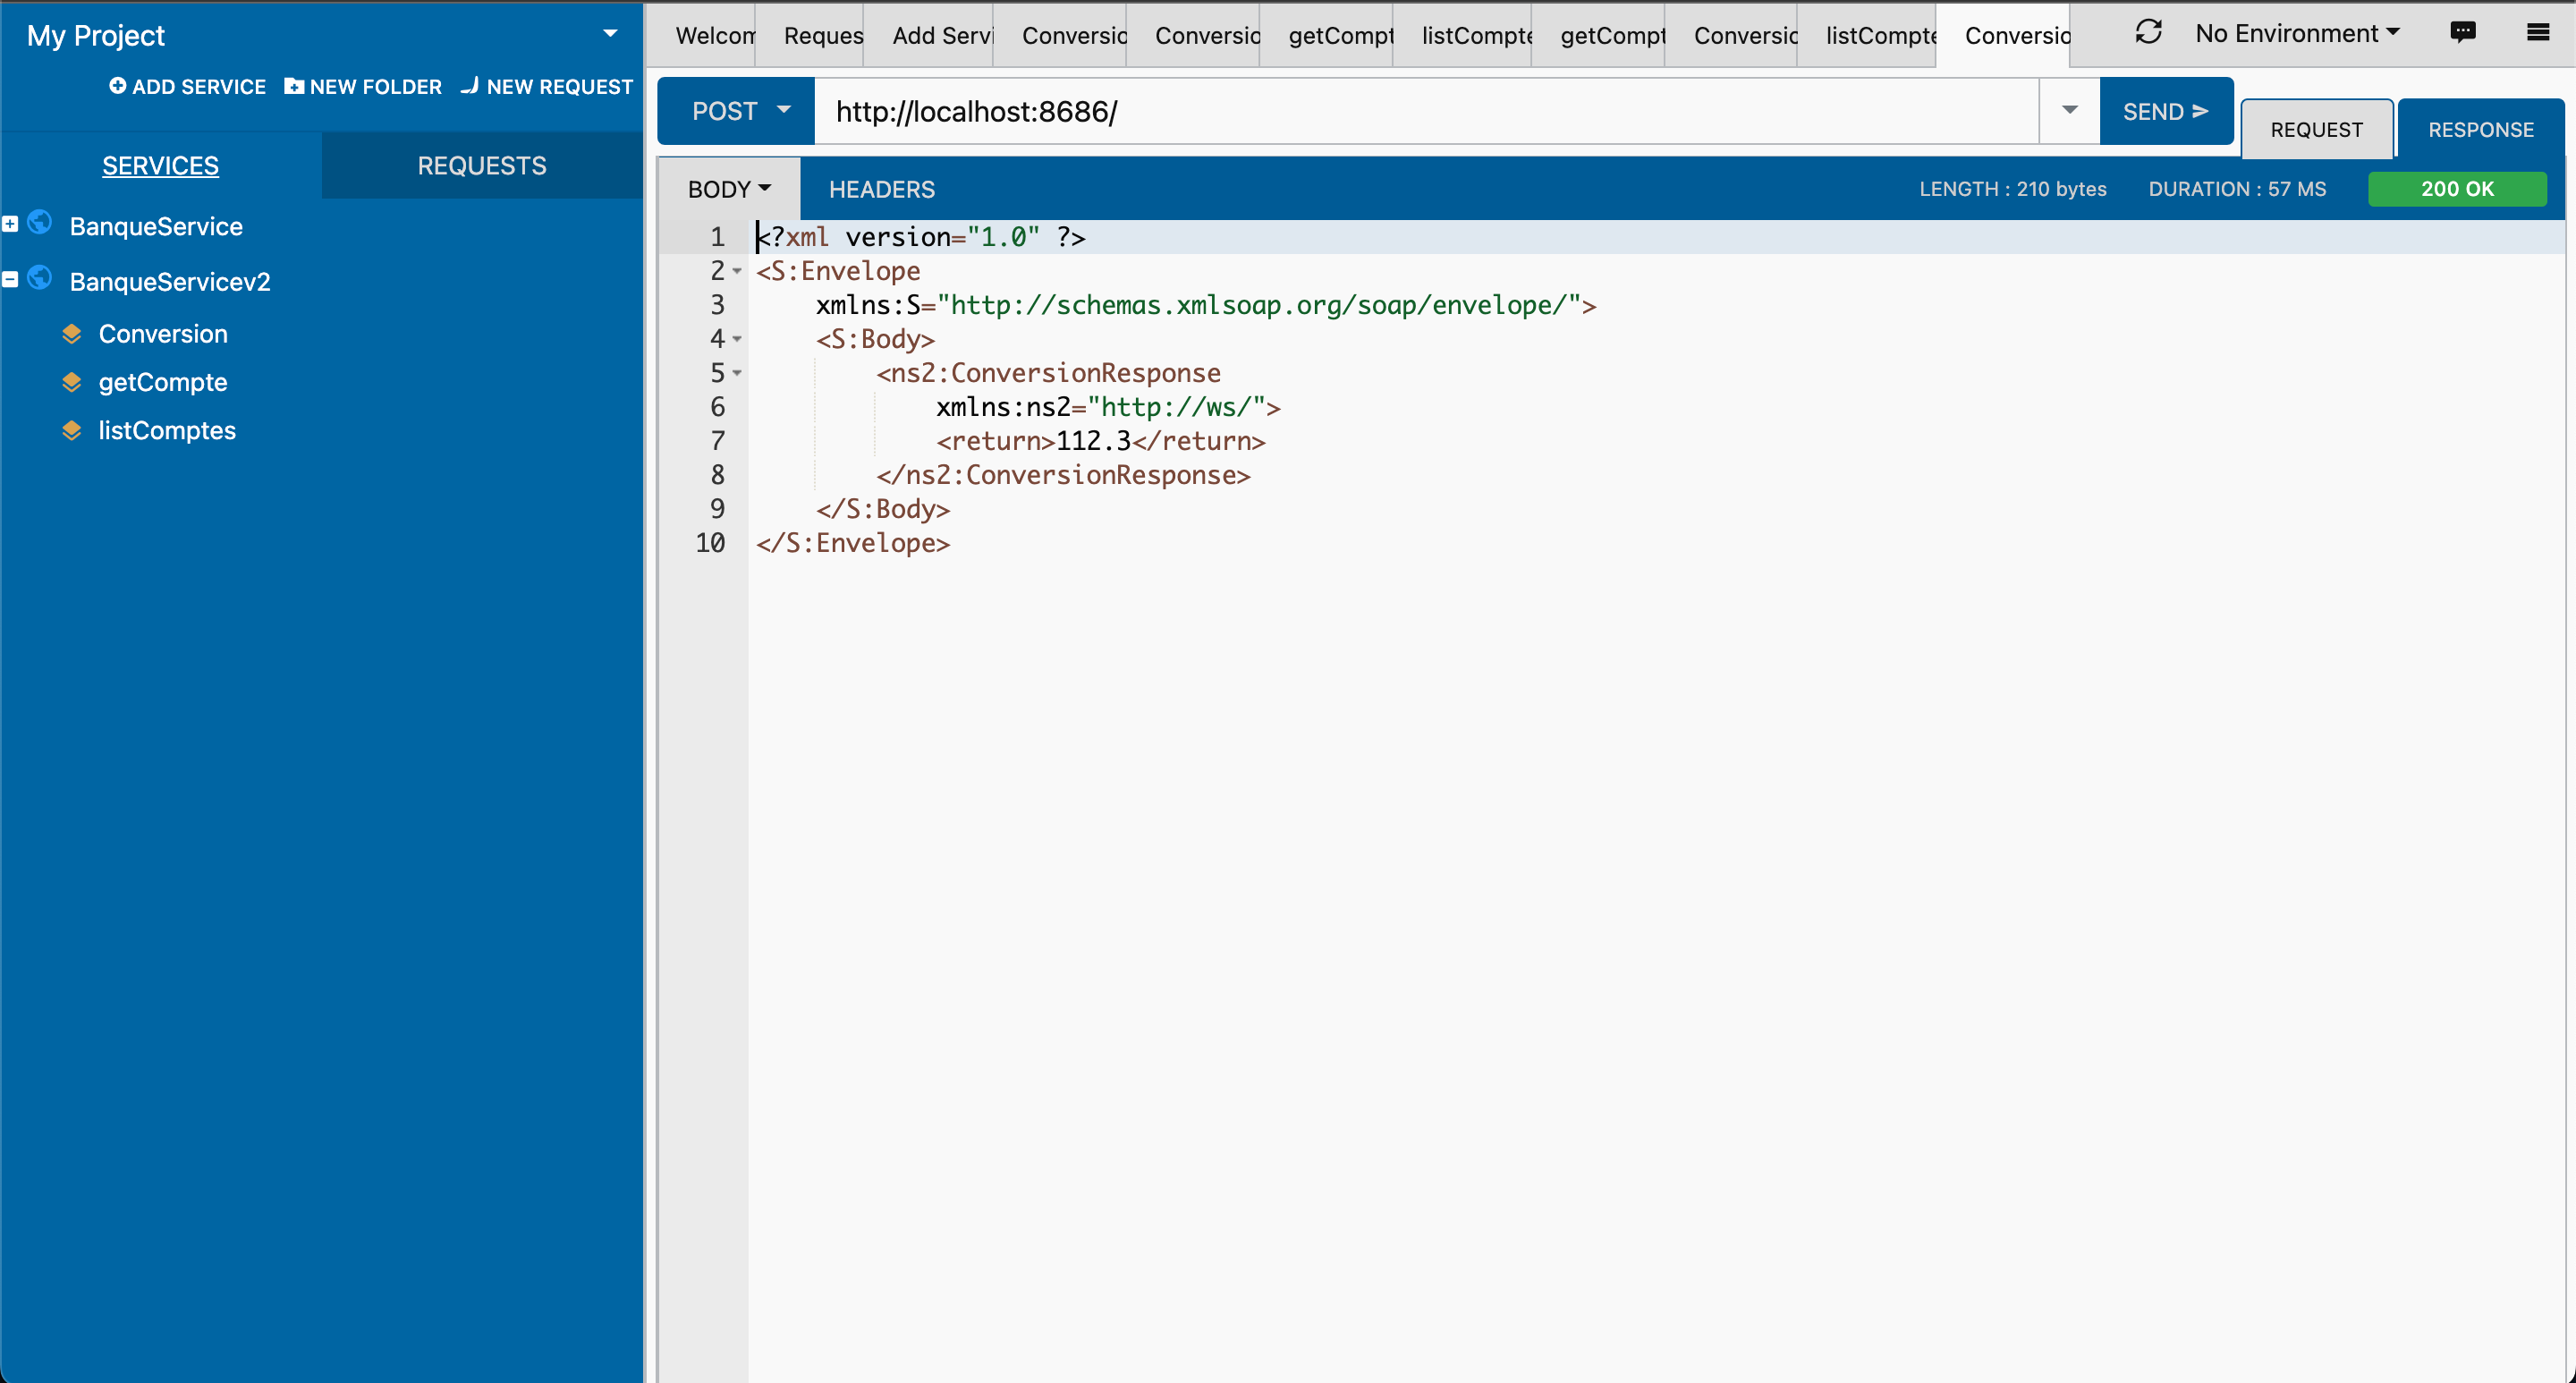 My Project
ADD SERVICE NEW FOLDER NEW REQUEST
SERVICES REQUESTS
BanqueService
BanqueServicev2
Conversion
getCompte
listComptes
Welcom Reques Add Servi Conversio Conversio getCompt listCompte getCompt Conversio listCompte Conversio No Environment
POST http://localhost:8686/ SEND REQUEST RESPONSE
BODY HEADERS LENGTH : 210 bytes DURATION : 57 MS 200 OK
1 <?xml version="1.0" ?>
2 <S:Envelope
3 xmlns:S="http://schemas.xmlsoap.org/soap/envelope/">
4 <S:Body>
5 <ns2:ConversionResponse
6 xmlns:ns2="http://ws/">
7 <return>112.3</return>
8 </ns2:ConversionResponse>
9 </S:Body>
10 </S:Envelope>